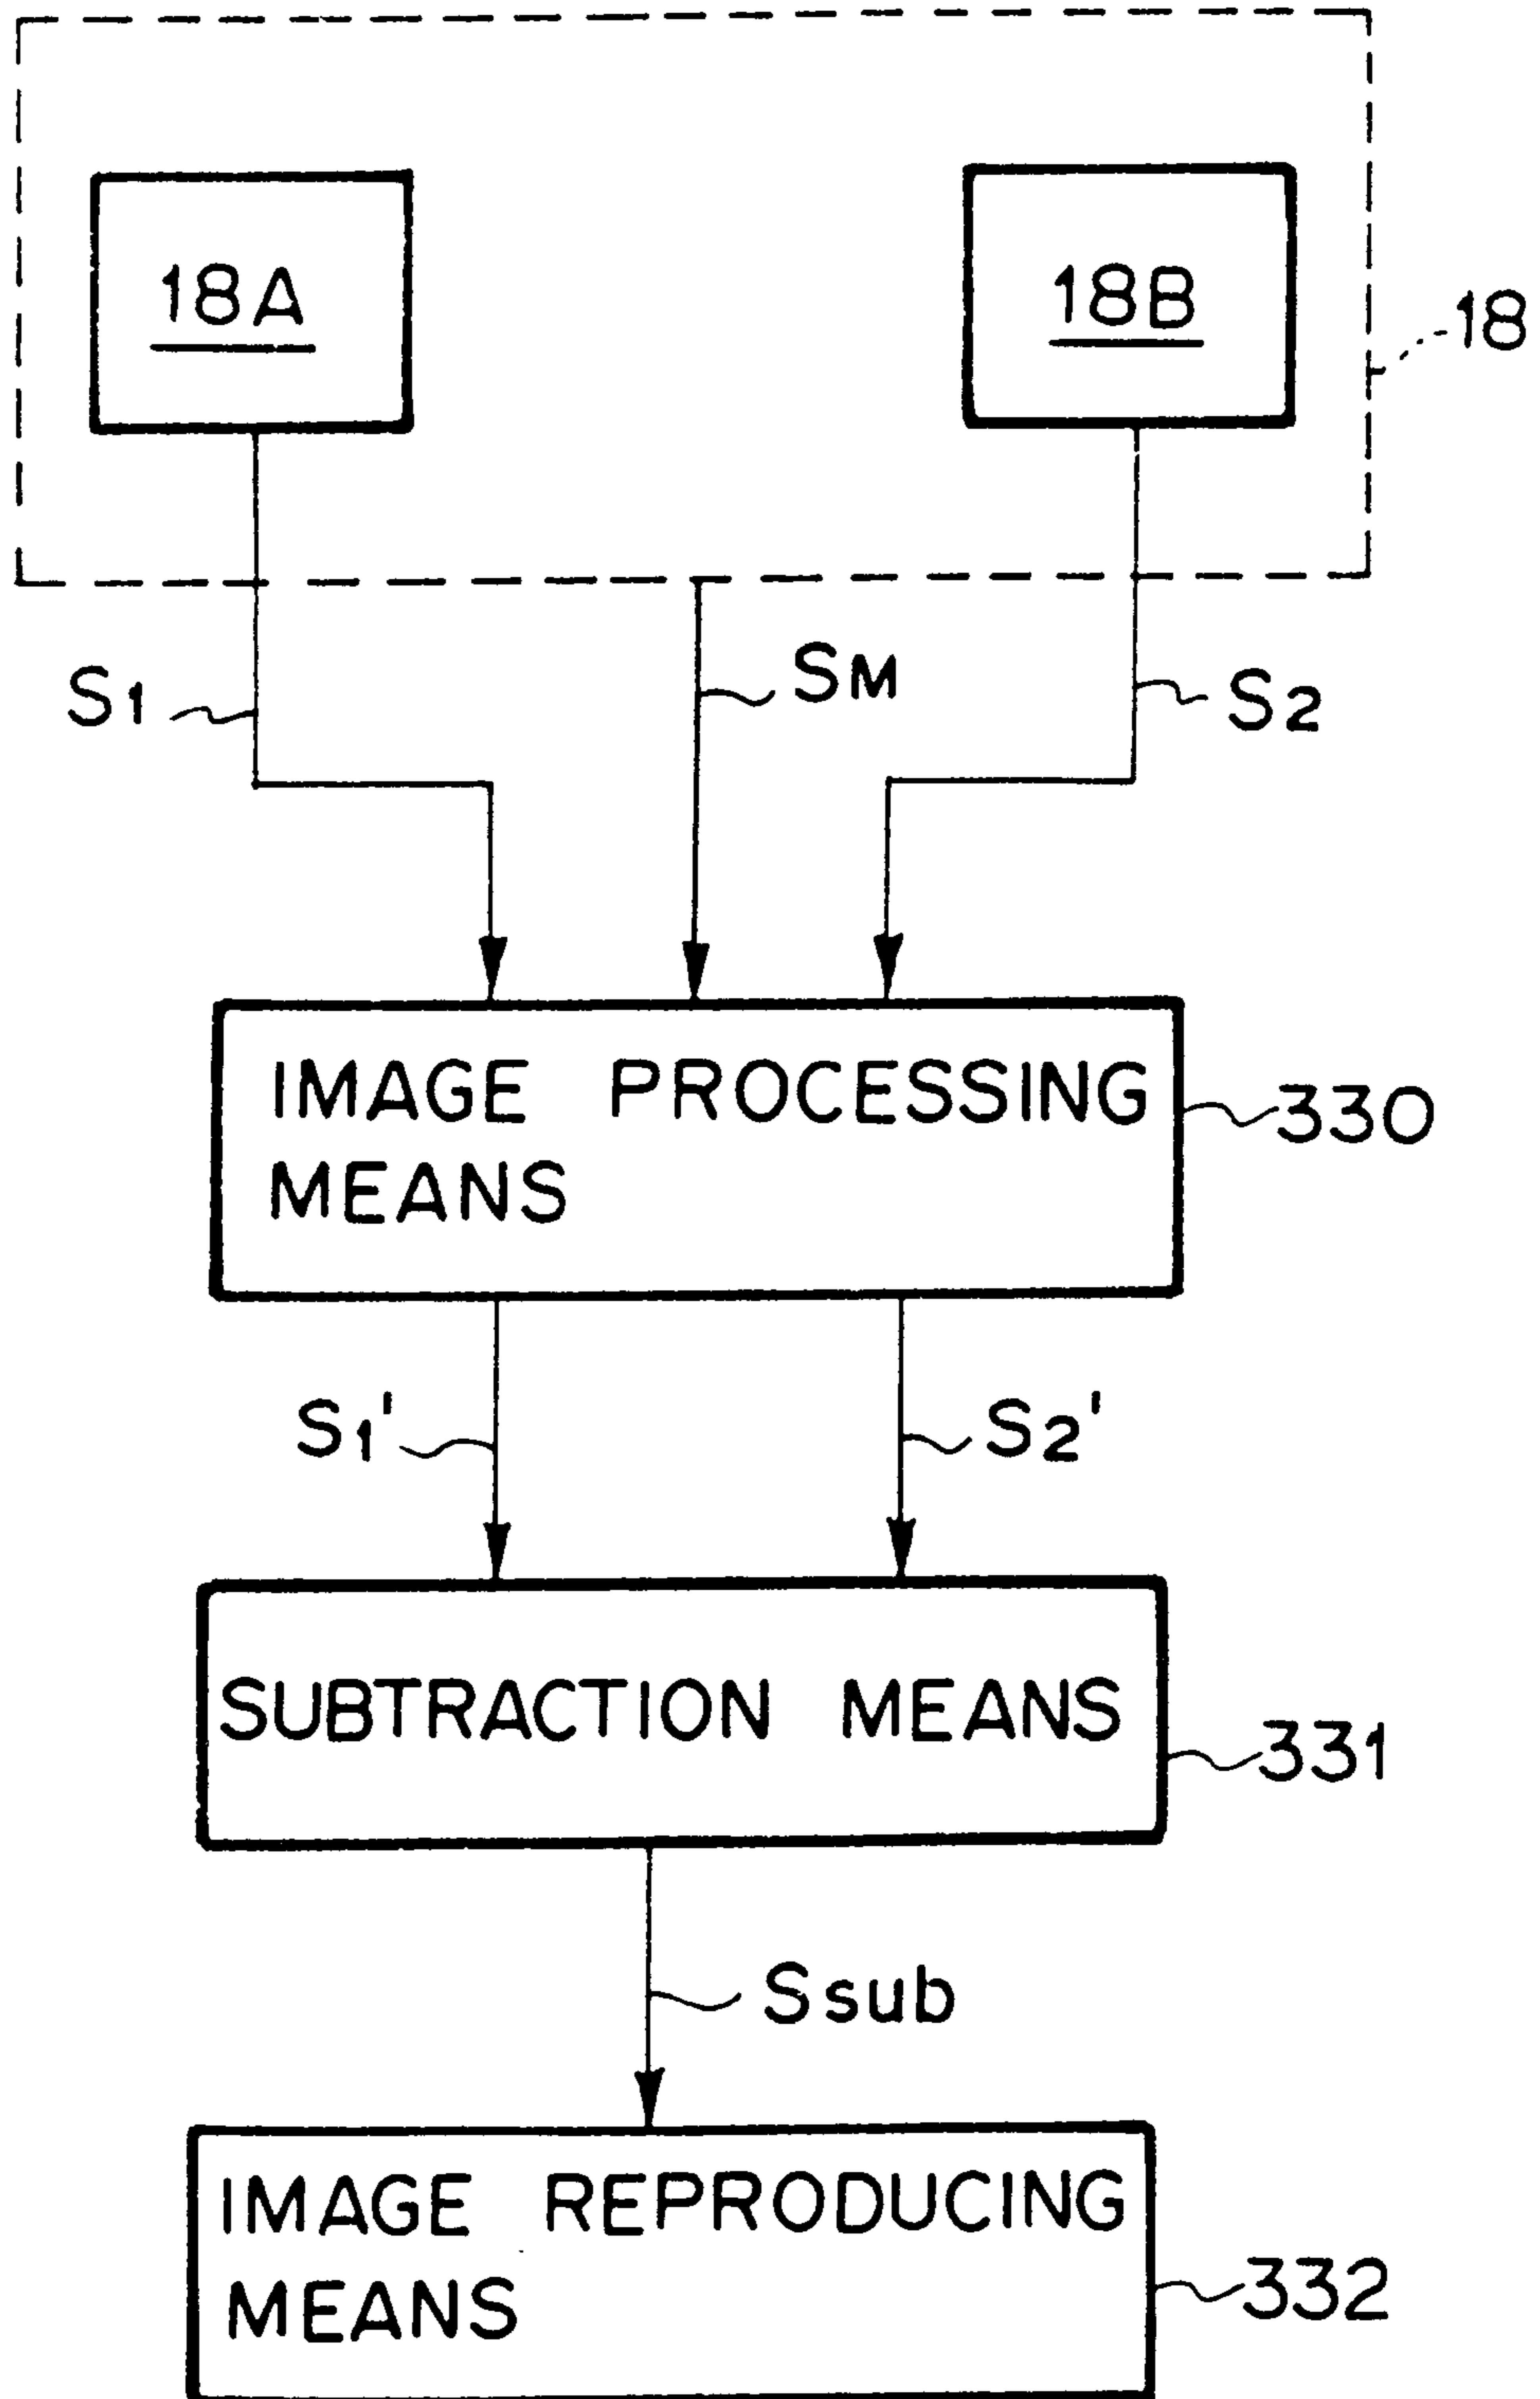 18A
18B
18
S1
SM
S2
IMAGE PROCESSING
MEANS
330
S1'
S2'
SUBTRACTION MEANS
331
Ssub
IMAGE REPRODUCING
MEANS
332